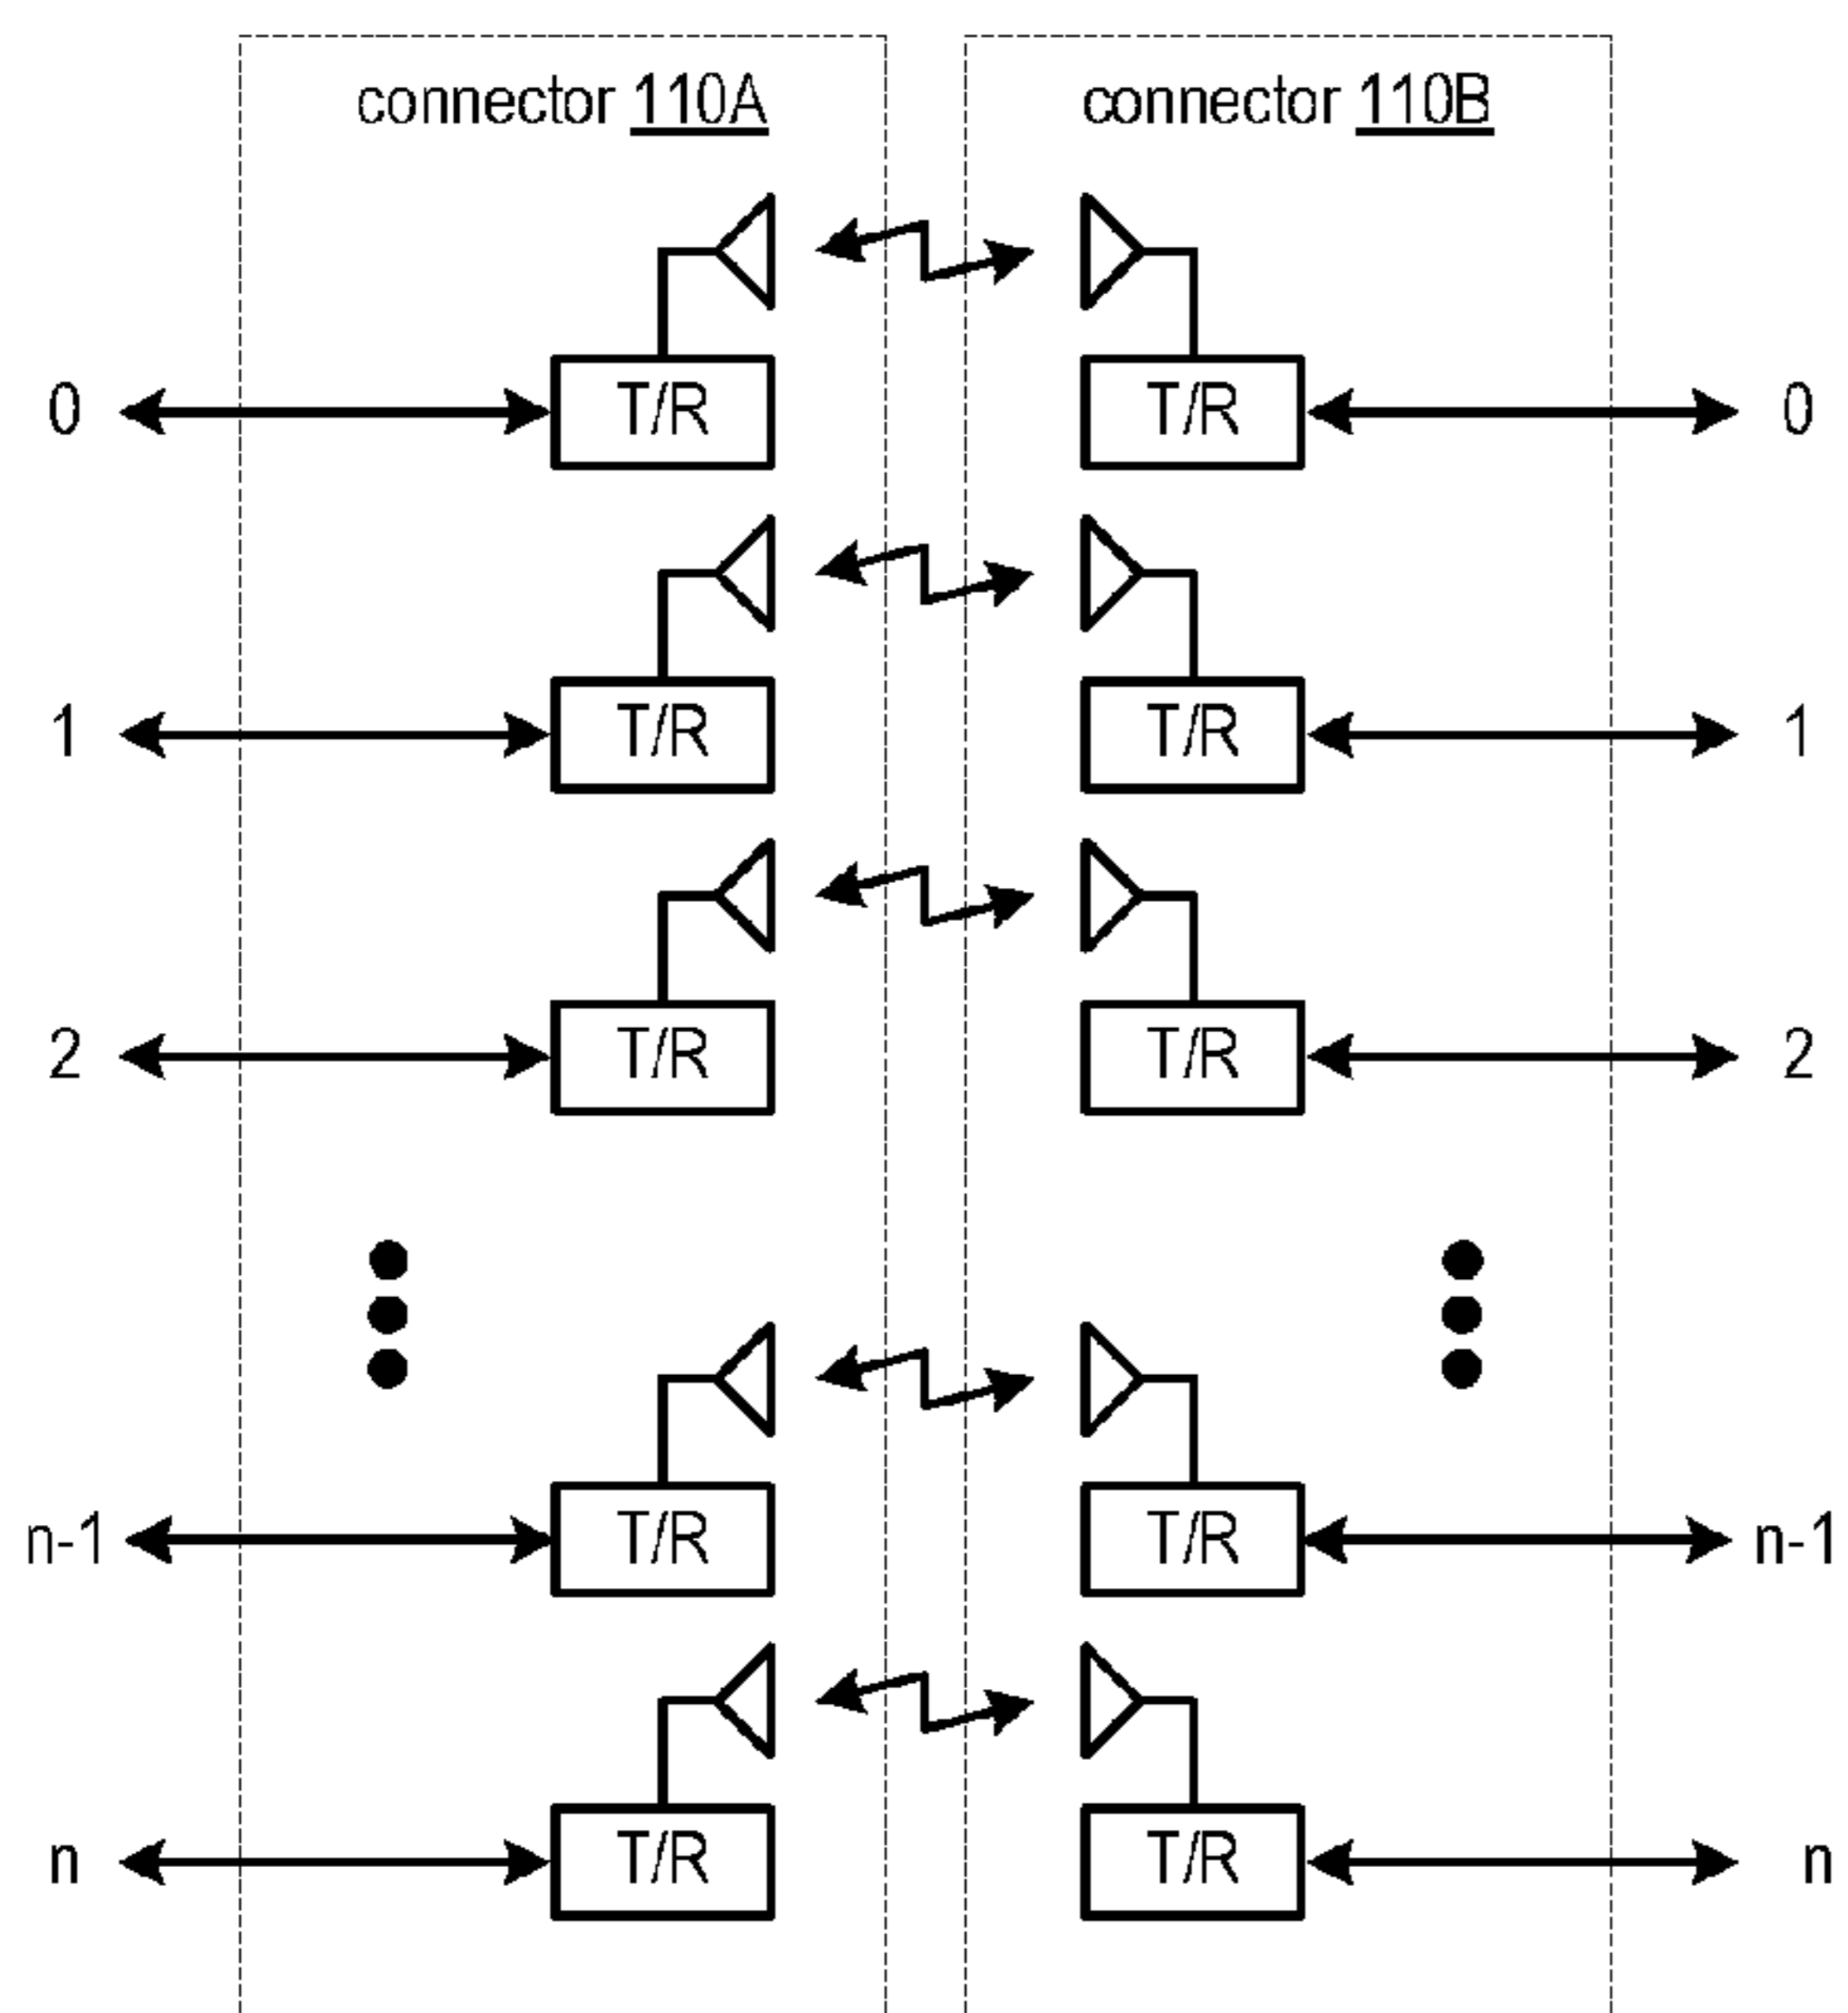 connector 110A connector 110B
0 T/R T/R 0
1 T/R T/R 1
2 T/R T/R 2
n-1 T/R T/R n-1
n T/R T/R n